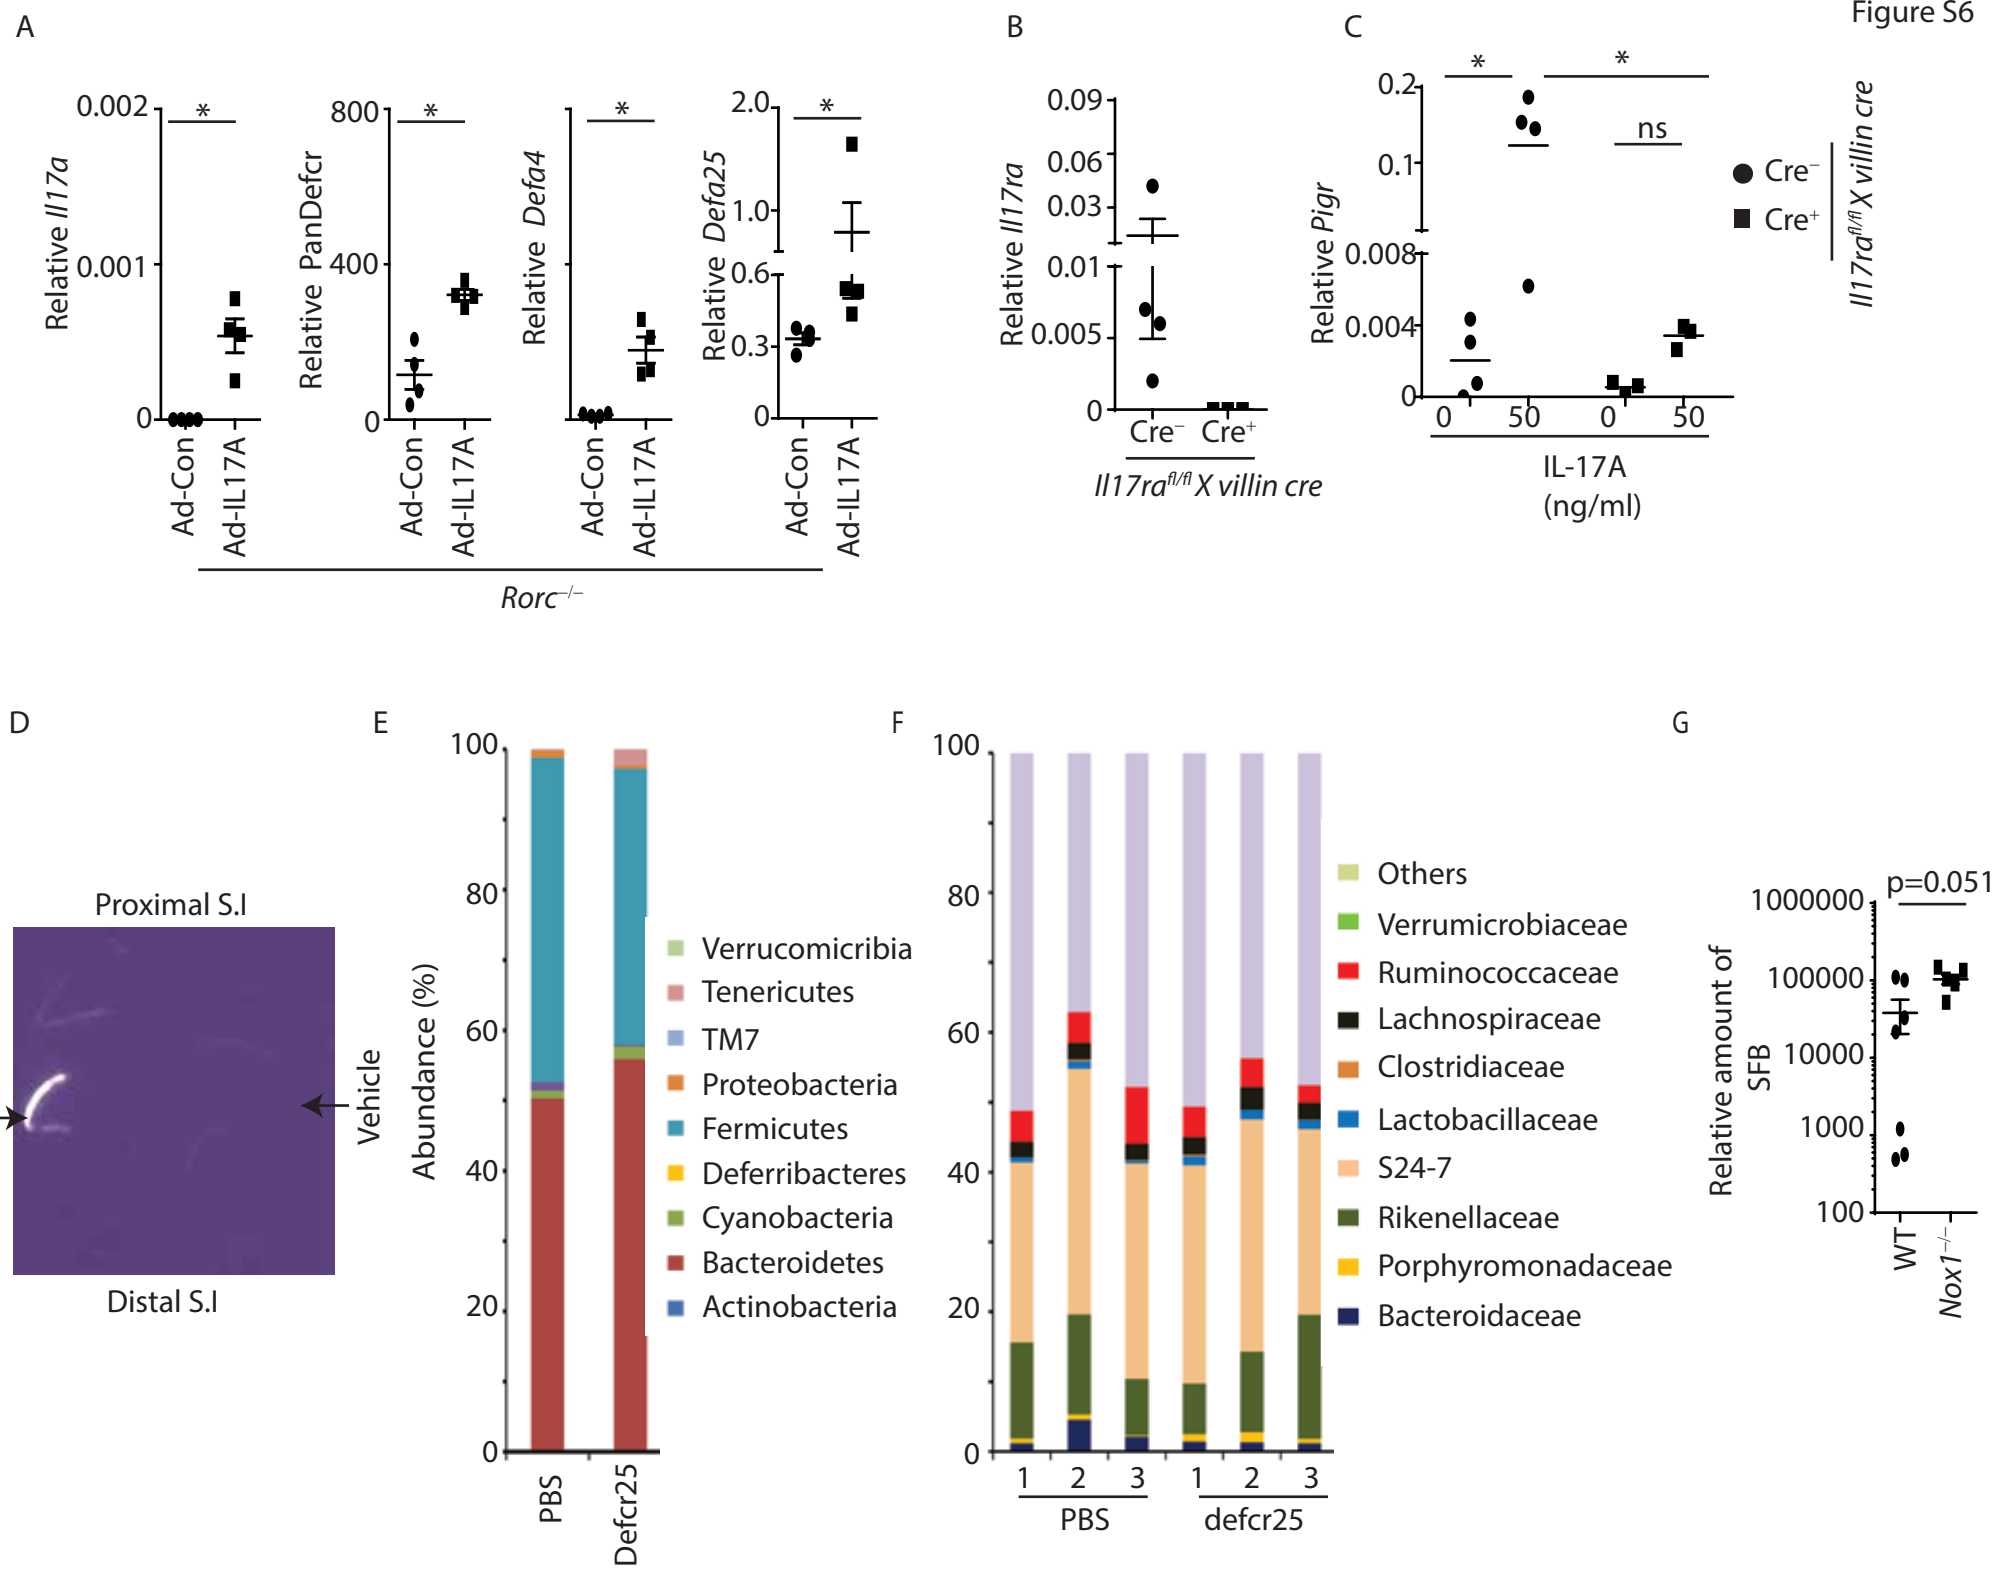 Figure S6
A
Relative Il17a
0.002
0.001
0
*
Ad-Con
Ad-IL17A
Relative PanDefcr
800
400
0
*
Ad-Con
Ad-IL17A
Relative Defa4
*
Ad-Con
Ad-IL17A
Relative Defa25
2.0
1.0
0.6
0.3
0
*
Ad-Con
Ad-IL17A
Rorc–/–
B
Relative Il17ra
0.09
0.06
0.03
0.01
0.005
0
Cre– Cre+
Il17rafl/fl X villin cre
C
Relative Pigr
0.2
0.1
0.008
0.004
0
*
*
ns
0 50 0 50
IL-17A
(ng/ml)
Cre–
Cre+
Il17rafl/fl X villin cre
D
Proximal S.I
Vehicle
Distal S.I
E
Abundance (%)
100
80
60
40
20
0
PBS
Defcr25
Verrucomicribia
Tenericutes
TM7
Proteobacteria
Fermicutes
Deferribacteres
Cyanobacteria
Bacteroidetes
Actinobacteria
F
100
80
60
40
20
0
1 2 3 1 2 3
PBS defcr25
Others
Verrumicrobiaceae
Ruminococcaceae
Lachnospiraceae
Clostridiaceae
Lactobacillaceae
S24-7
Rikenellaceae
Porphyromonadaceae
Bacteroidaceae
G
Relative amount of
SFB
p=0.051
1000000
100000
10000
1000
100
WT
Nox1–/–